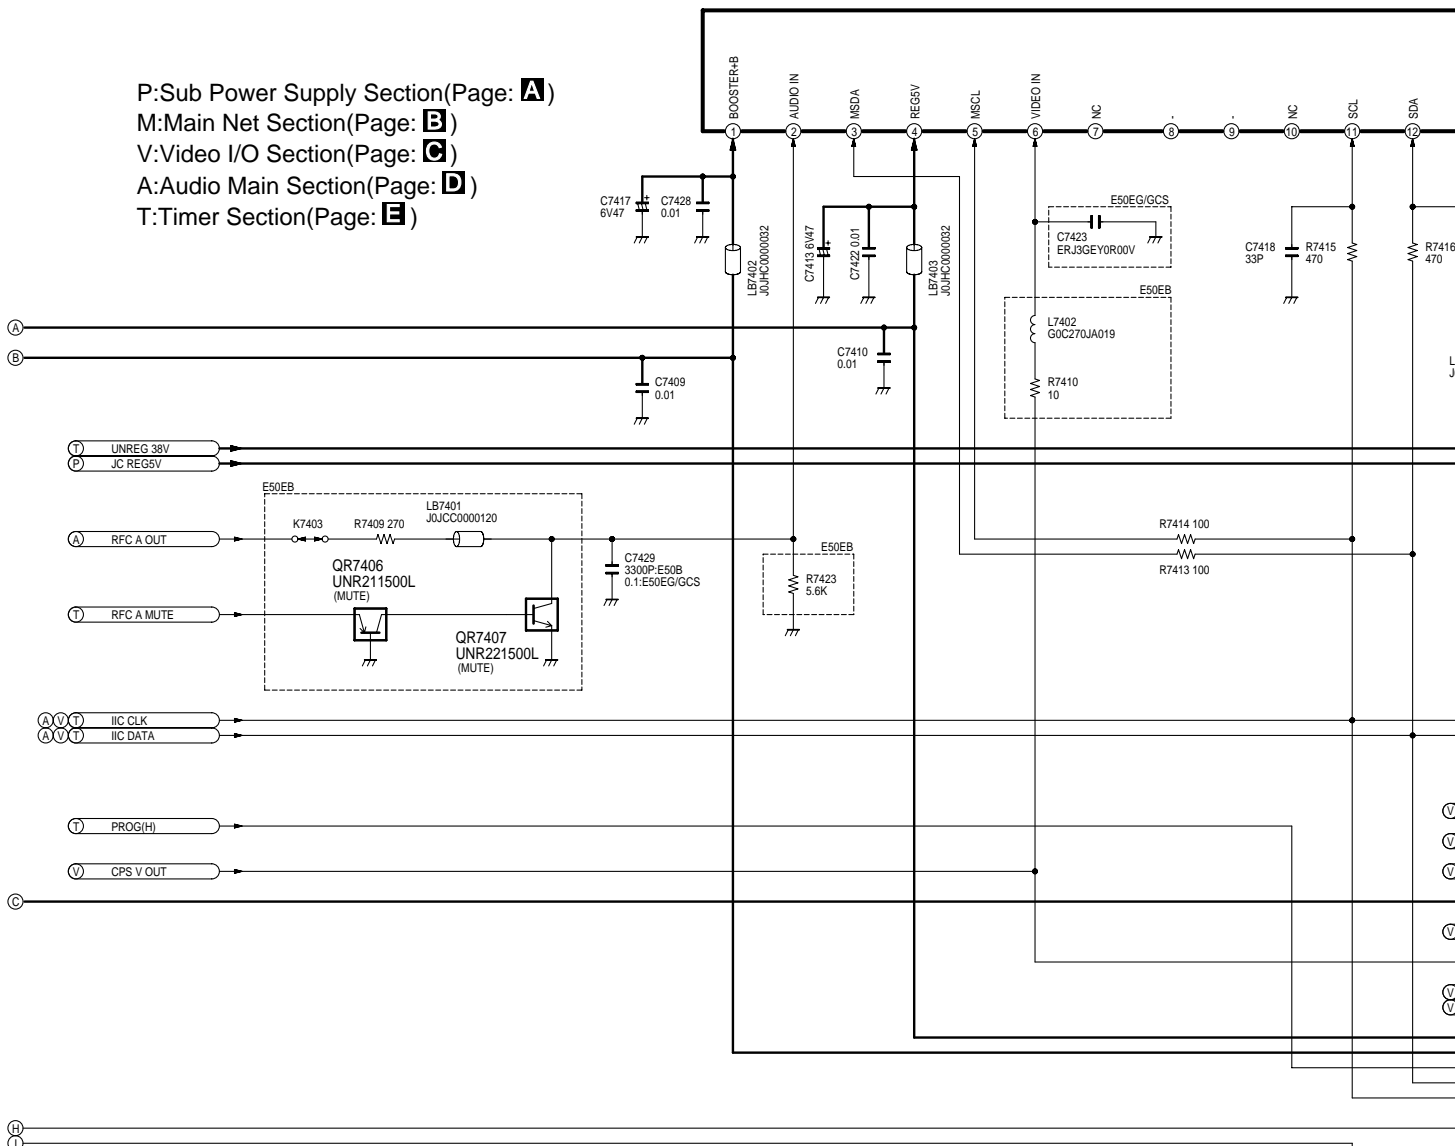 P:Sub Power Supply Section(Page: A)
M:Main Net Section(Page: B)
V:Video I/O Section(Page: C)
A:Audio Main Section(Page: D)
T:Timer Section(Page: E)
BOOSTER+B
AUDIO IN
MSDA
REG5V
MSCL
VIDEO IN
NC
NC
SCL
SDA
1 2 3 4 5 6 7 8 9 10 11 12
C7417
6V47
C7428
0.01
LB7402
J0JHC0000032
C7413 6V47
C7422 0.01
LB7403
J0JHC0000032
E50EG/GCS
C7423
ERJ3GEY0R00V
C7418
33P
R7415
470
R7416
470
E50EB
L7402
G0C270JA019
R7410
10
A
B
C7410
0.01
C7409
0.01
T UNREG 38V
P JC REG5V
E50EB
K7403
R7409 270
LB7401
J0JCC0000120
A RFC A OUT
QR7406
UNR211500L
(MUTE)
C7429
3300P:E50B
0.1:E50EG/GCS
E50EB
R7423
5.6K
R7414 100
R7413 100
T RFC A MUTE
QR7407
UNR221500L
(MUTE)
A V T IIC CLK
A V T IIC DATA
T PROG(H)
V CPS V OUT
C
V
V
V
V
V
V
H